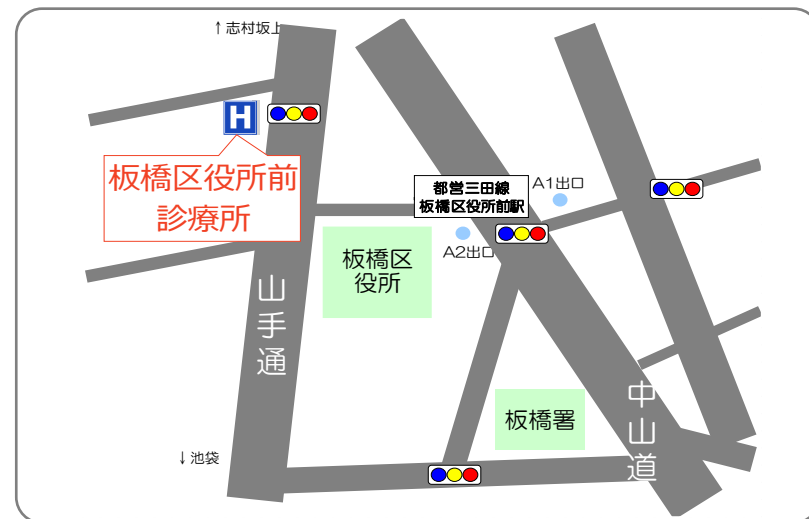 ↑志村坂上
H
板橋区役所前
診療所
都営三田線
板橋区役所前駅
A1出口
A2出口
板橋区
役所
山手通
板橋署
中山道
↓池袋